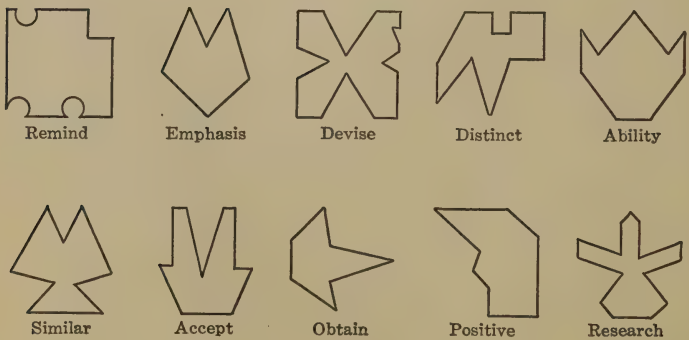 Remind Emphasis Devise Distinct Ability
Similar Accept Obtain Positive Research